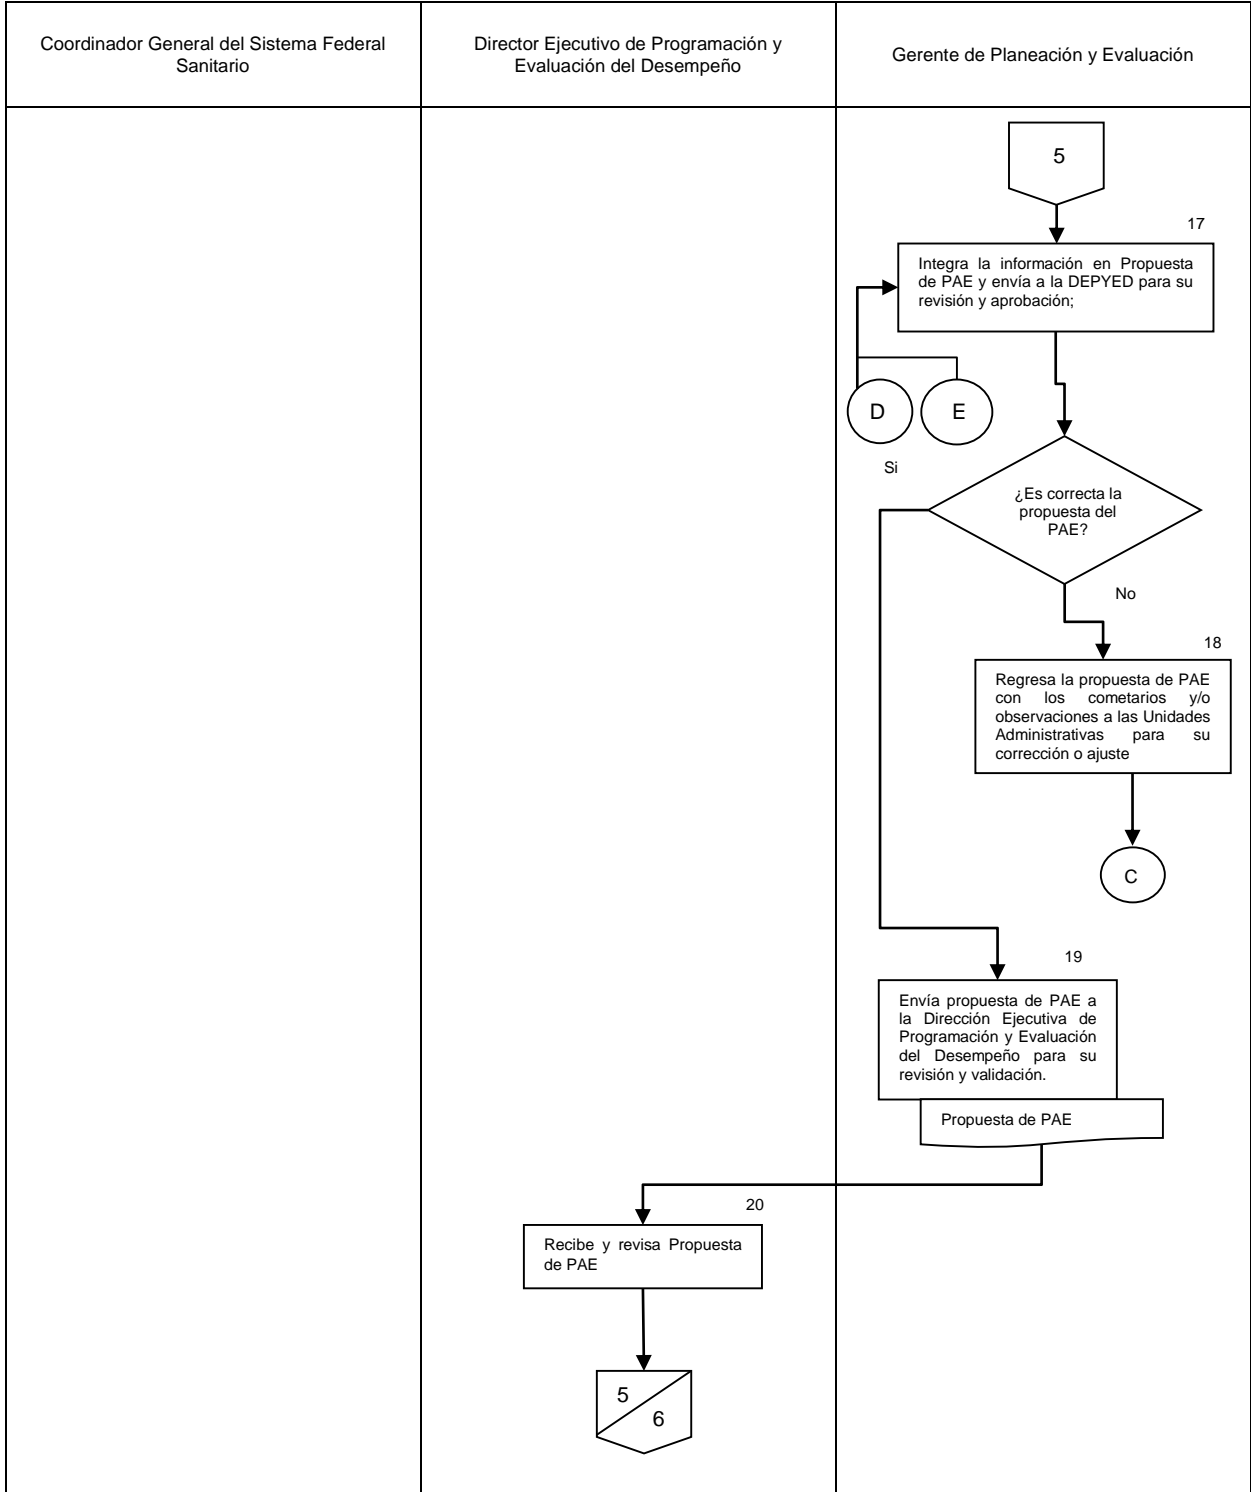 Coordinador General del Sistema Federal
Sanitario
Director Ejecutivo de Programación y
Evaluación del Desempeño
Gerente de Planeación y Evaluación
5
17
Integra la información en Propuesta
de PAE y envía a la DEPYED para su
revisión y aprobación;
D
E
Si
¿Es correcta la
propuesta del
PAE?
No
18
Regresa la propuesta de PAE
con los cometarios y/o
observaciones a las Unidades
Administrativas para su
corrección o ajuste
C
19
Envía propuesta de PAE a
la Dirección Ejecutiva de
Programación y Evaluación
del Desempeño para su
revisión y validación.
Propuesta de PAE
20
Recibe y revisa Propuesta
de PAE
5
6